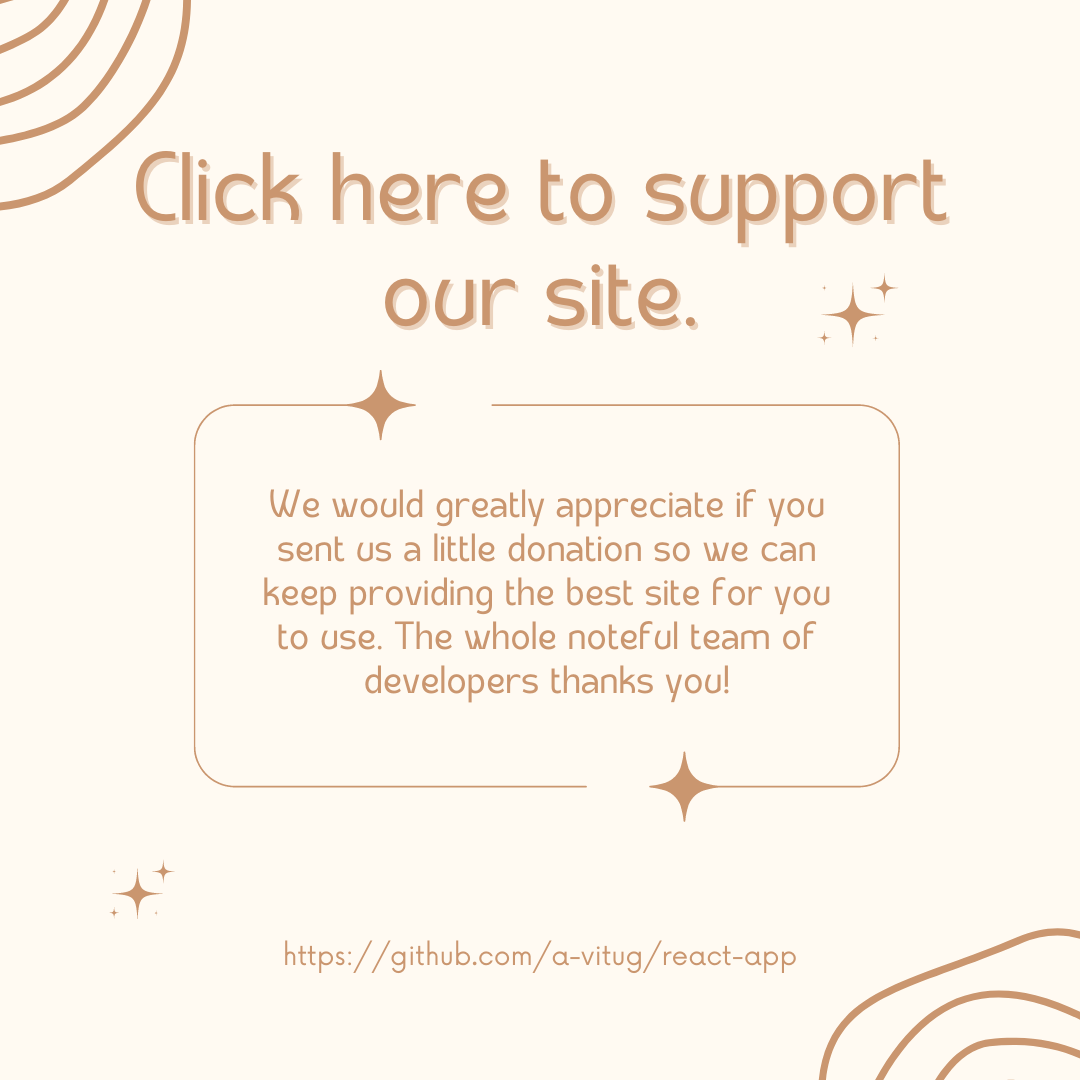 Click here to support
our site.
We would greatly appreciate if you
sent us a little donation so we can
keep providing the best site for you
to use. The whole noteful team of
developers thanks you!
https://github.com/a-vitug/react-app